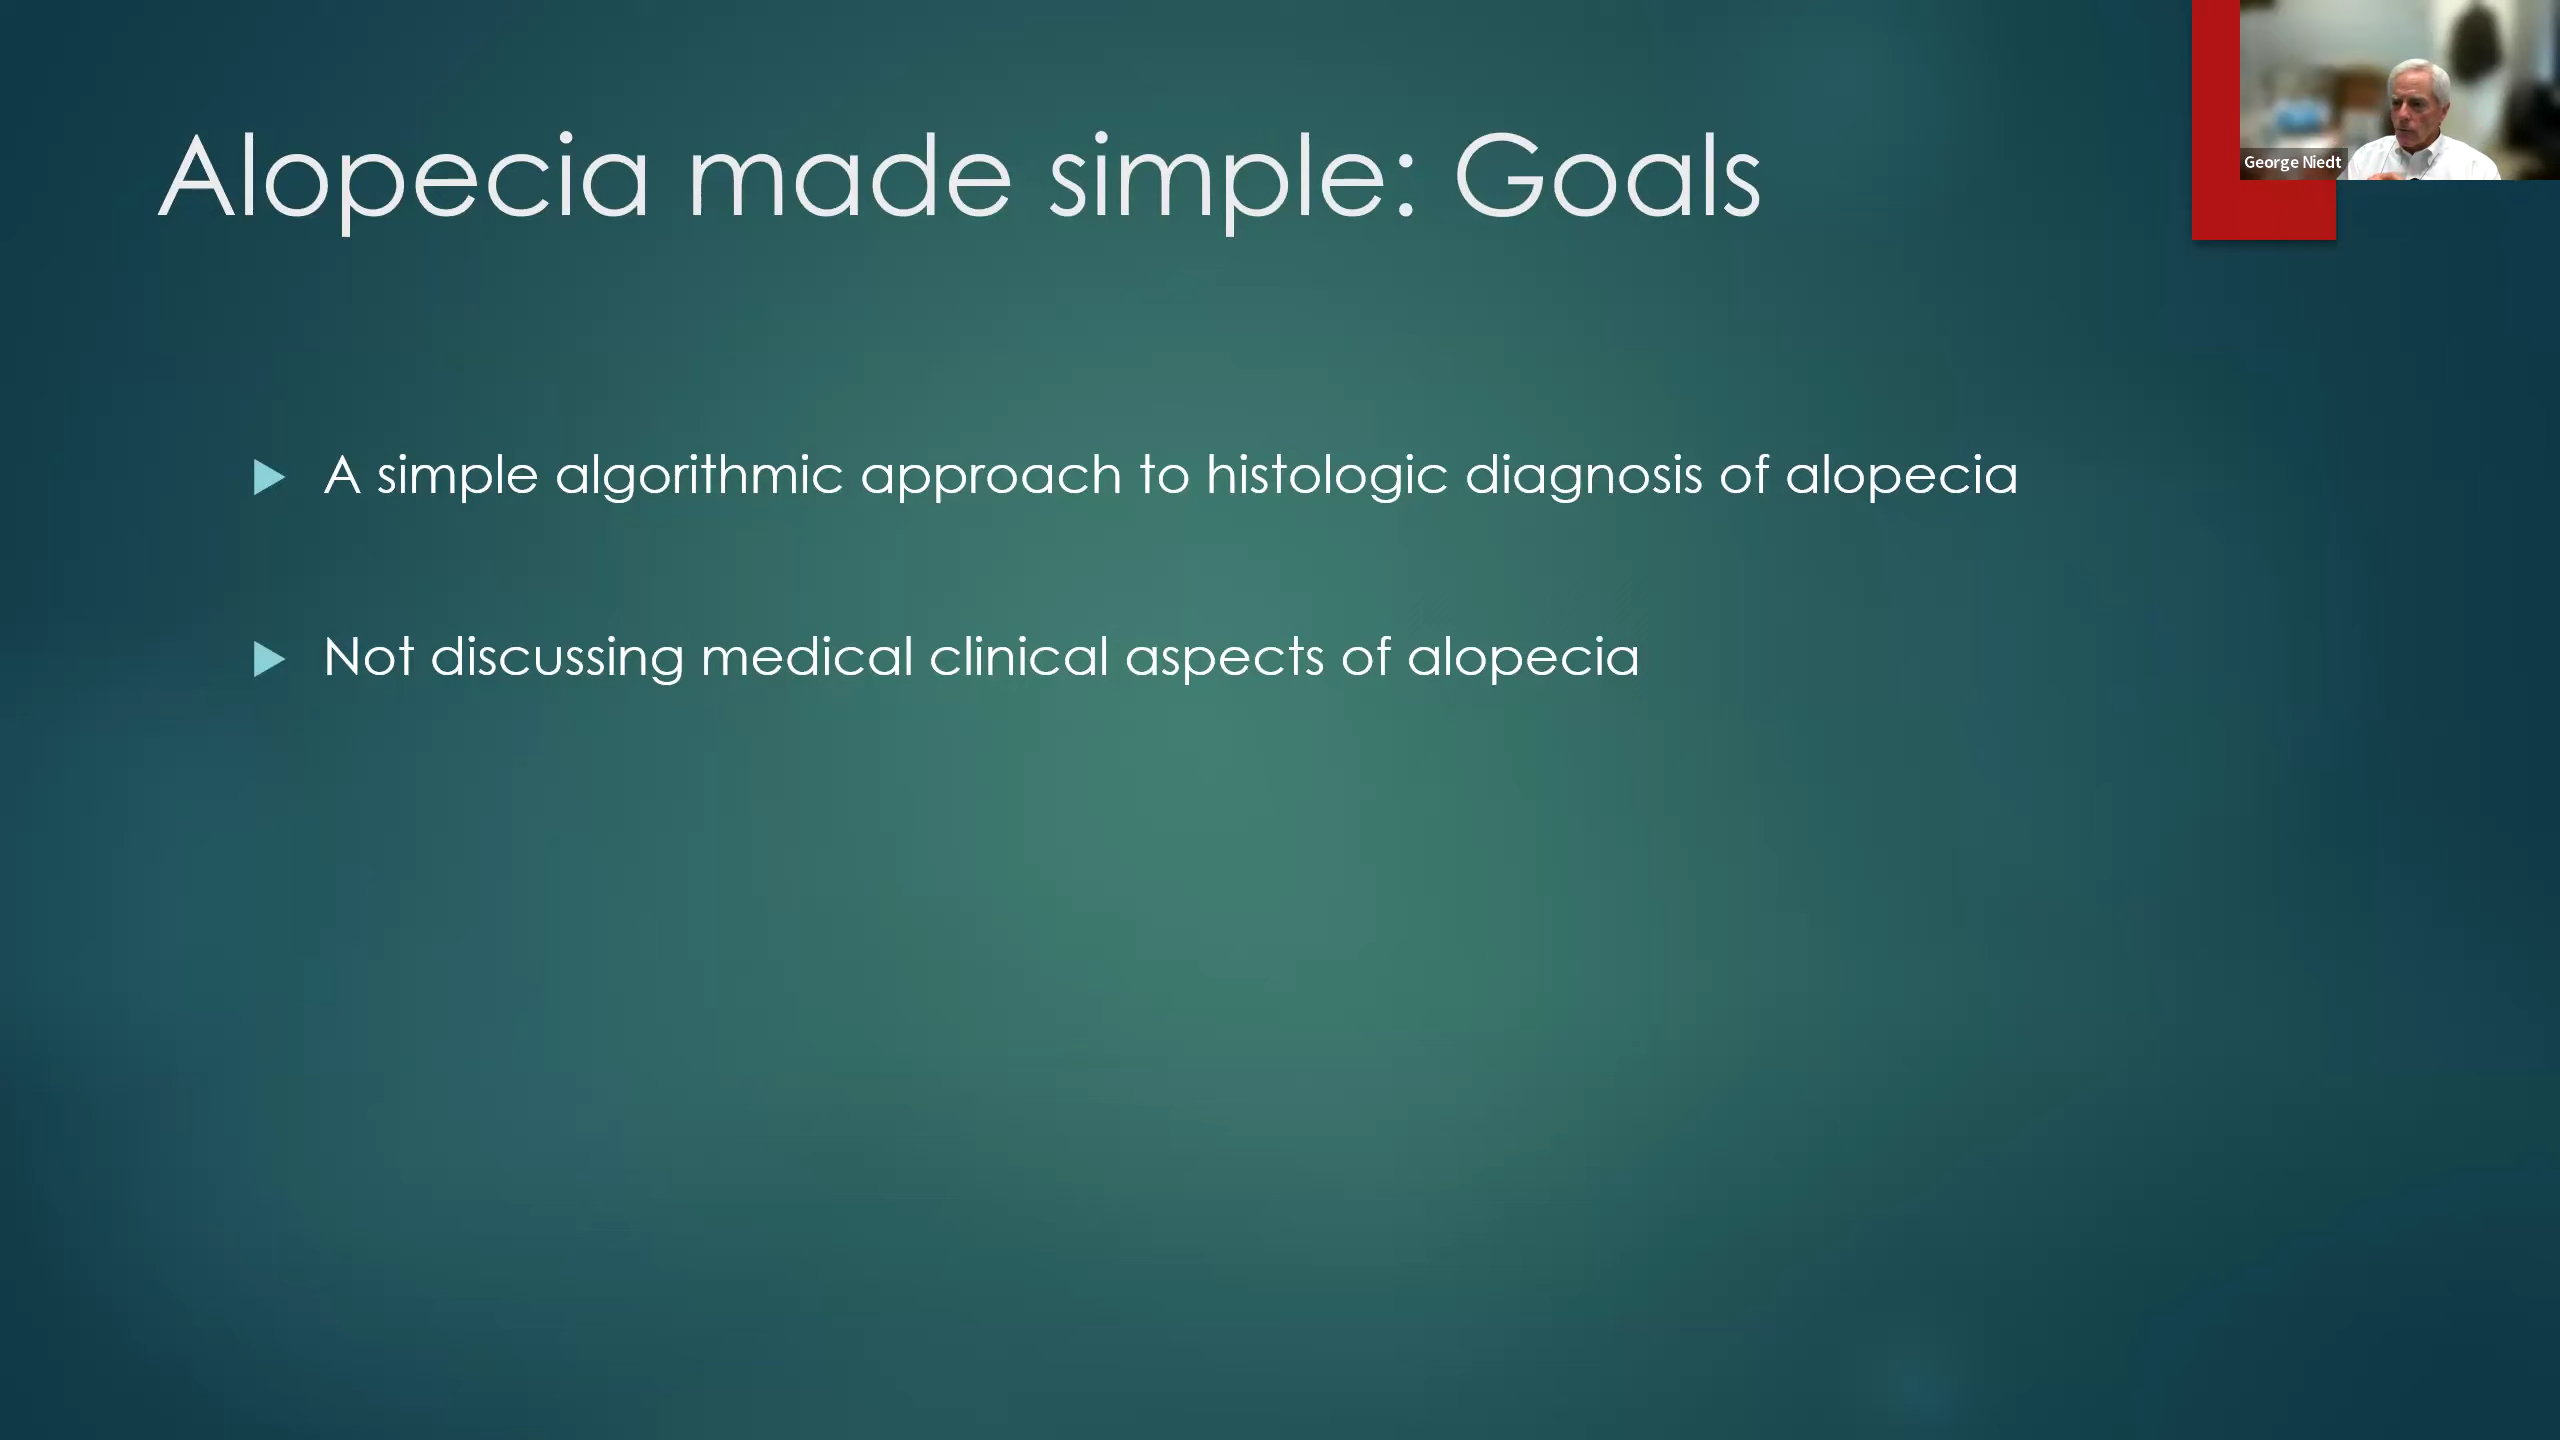 Alopecia made simple: Goals
George Niedt
A simple algorithmic approach to histologic diagnosis of alopecia
Not discussing medical clinical aspects of alopecia